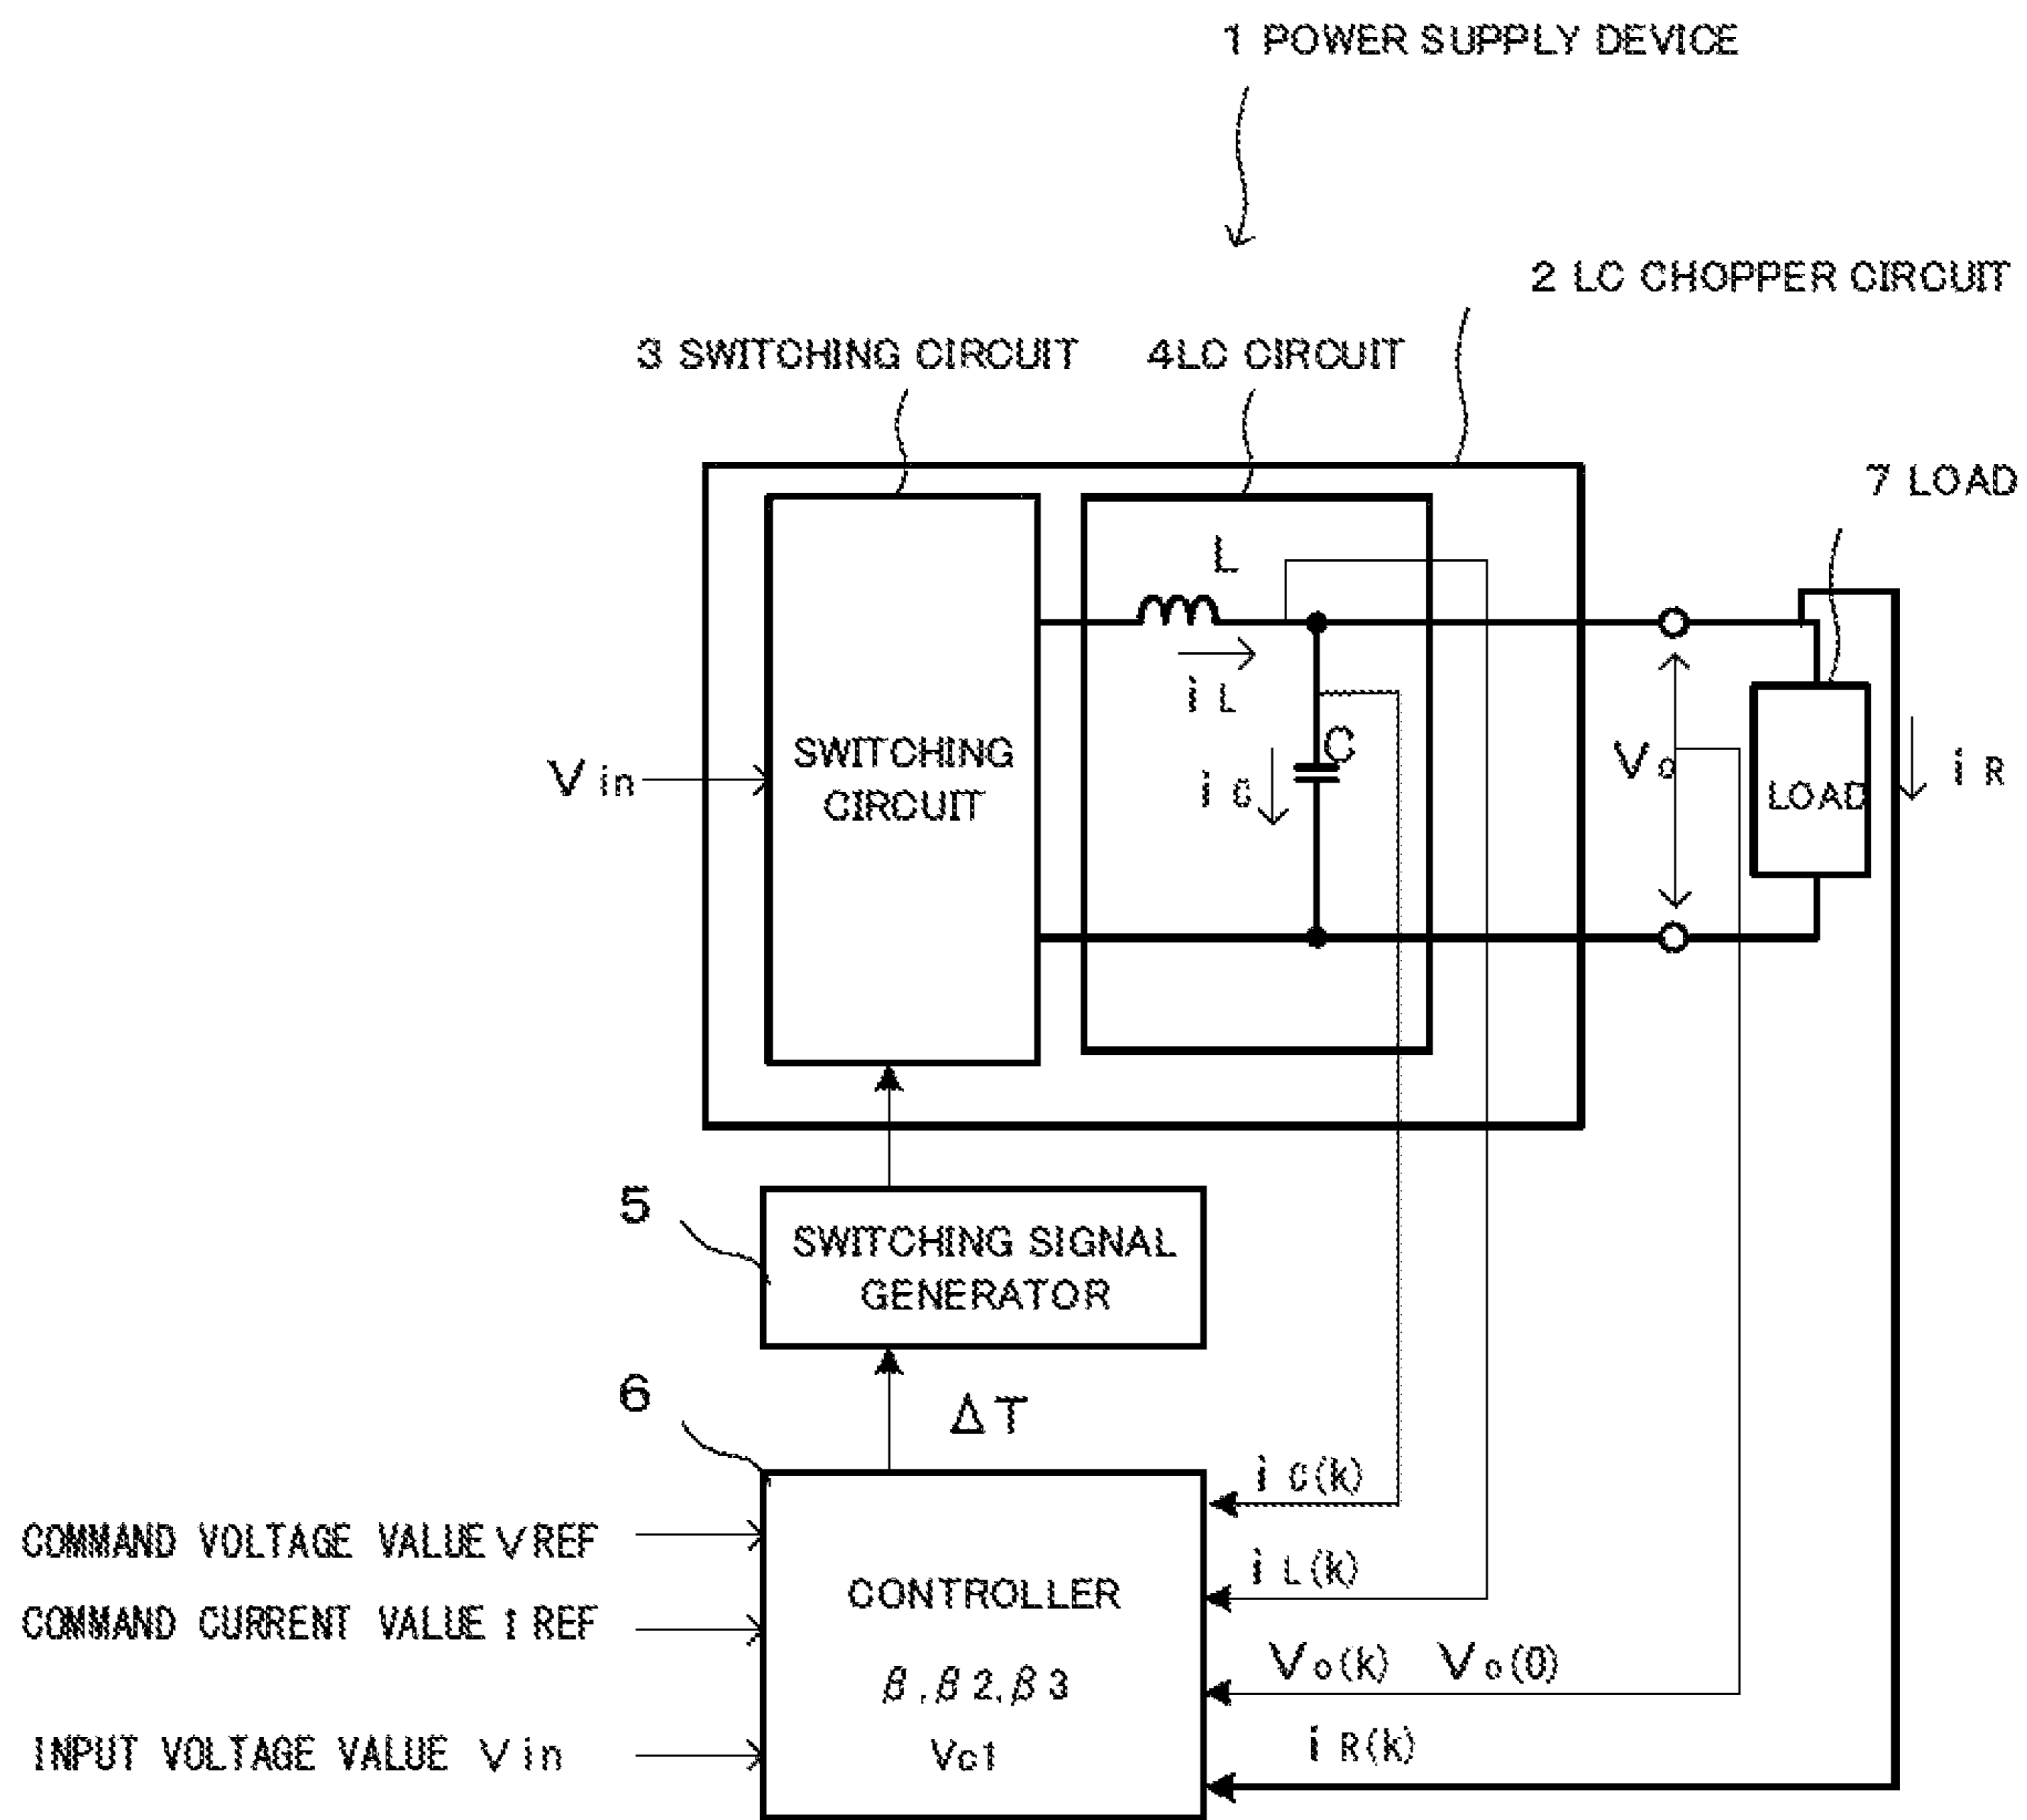 1 POWER SUPPLY DEVICE
2 LC CHOPPER CIRCUIT
3 SWITCHING CIRCUIT
4LC CIRCUIT
7 LOAD
L
i L
SWITCHING
CIRCUIT
C
Vin
i C
Vo
LOAD
i R
5
SWITCHING SIGNAL
GENERATOR
6
ΔT
i C(k)
COMMAND VOLTAGE VALUE VREF
i L(k)
CONTROLLER
COMMAND CURRENT VALUE i REF
Vo(k) Vo(0)
β,β2,β3
i R(k)
INPUT VOLTAGE VALUE Vin
Vc1